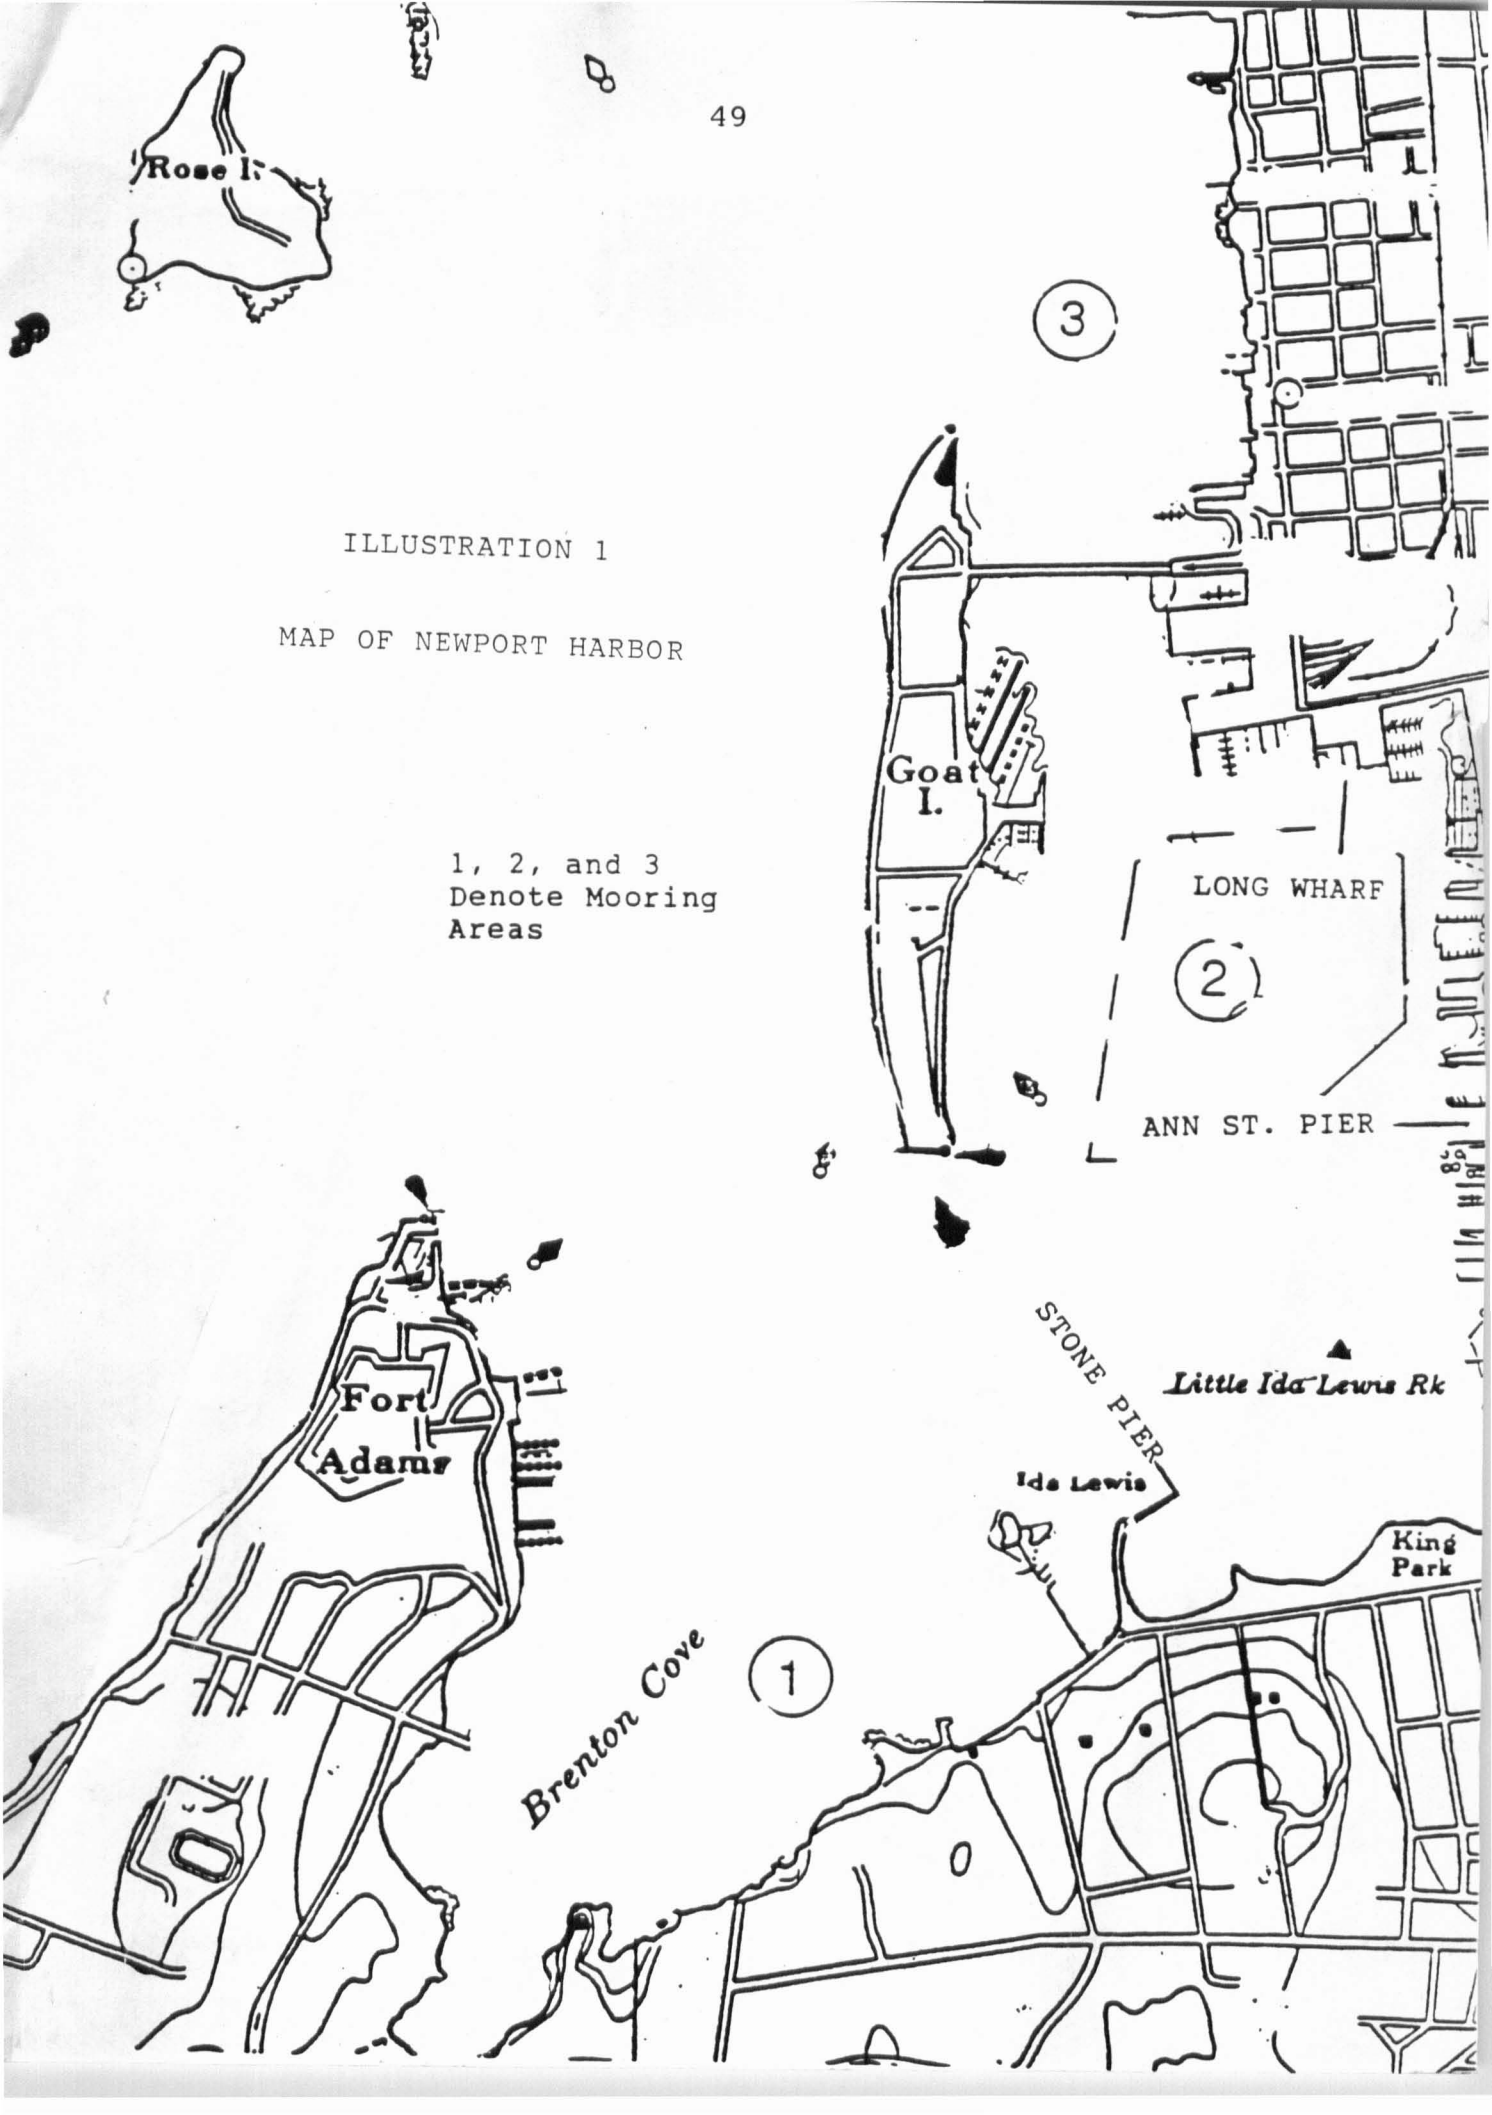 49
Rose I.
3
ILLUSTRATION 1
MAP OF NEWPORT HARBOR
Goat
I.
1, 2, and 3
Denote Mooring
Areas
LONG WHARF
2
ANN ST. PIER
STONE PIER
Little Ida Lewis Rk
Fort
Adams
Ida Lewis
King
Park
Brenton Cove
1